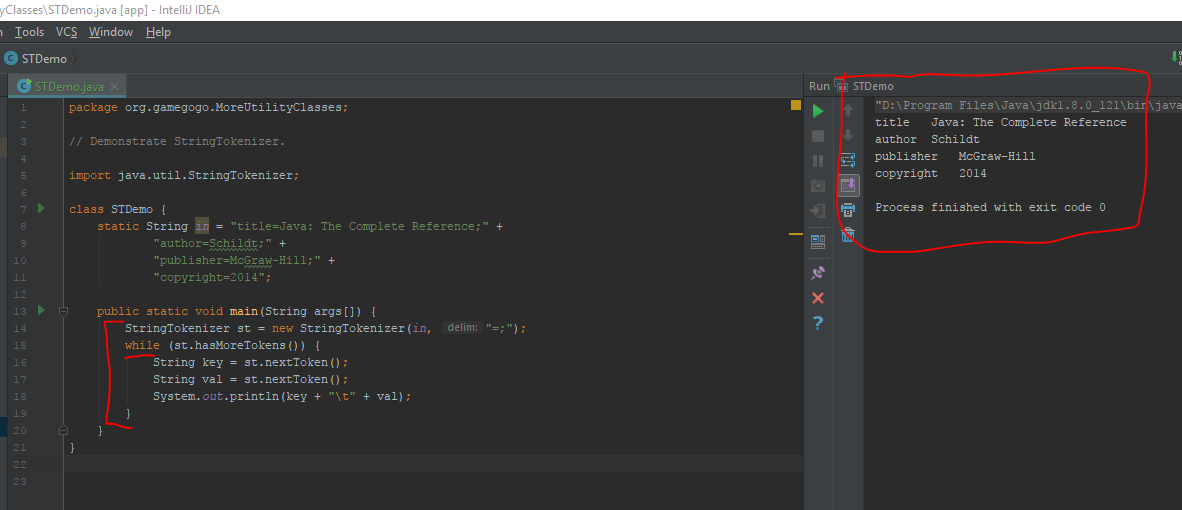 yClasses\STDemo.java [app] - IntelliJ IDEA
Tools VCS Window Help
STDemo
STDemo.java
1 package org.gamegogo.MoreUtilityClasses;
2
3 // Demonstrate StringTokenizer.
4
5 import java.util.StringTokenizer;
6
7 class STDemo {
8 static String in = "title=Java: The Complete Reference;" +
9 "author=Schildt;" +
10 "publisher=McGraw-Hill;" +
11 "copyright=2014";
12
13 public static void main(String args[]) {
14 StringTokenizer st = new StringTokenizer(in, delim: "=;");
15 while (st.hasMoreTokens()) {
16 String key = st.nextToken();
17 String val = st.nextToken();
18 System.out.println(key + "\t" + val);
19 }
20 }
21 }
22
23
Run STDemo
"D:\Program Files\Java\jdk1.8.0_121\bin\java
title Java: The Complete Reference
author Schildt
publisher McGraw-Hill
copyright 2014
Process finished with exit code 0